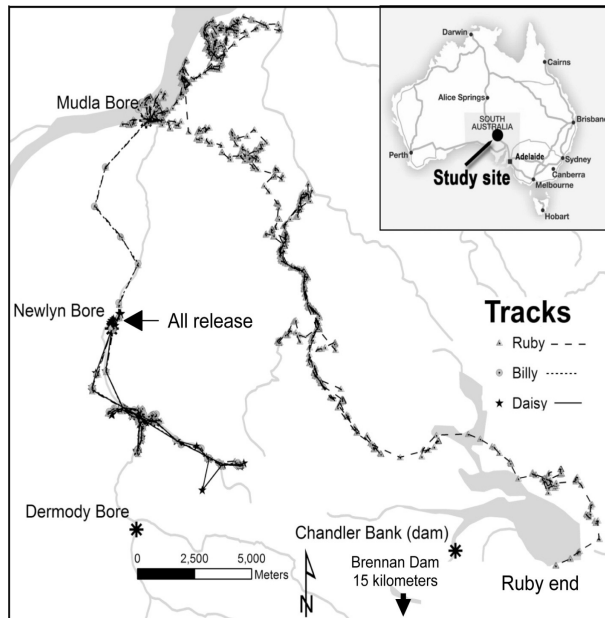 Darwin
Cairns
Alice Springs
SOUTH
AUSTRALIA
Brisbane
Perth
Adelaide
Sydney
Canberra
Melbourne
Study site
Hobart
Mudla Bore
Newlyn Bore
All release
Tracks
Ruby
Billy
Daisy
Dermody Bore
0 2,500 5,000
Meters
N
Chandler Bank (dam)
Brennan Dam
15 kilometers
Ruby end